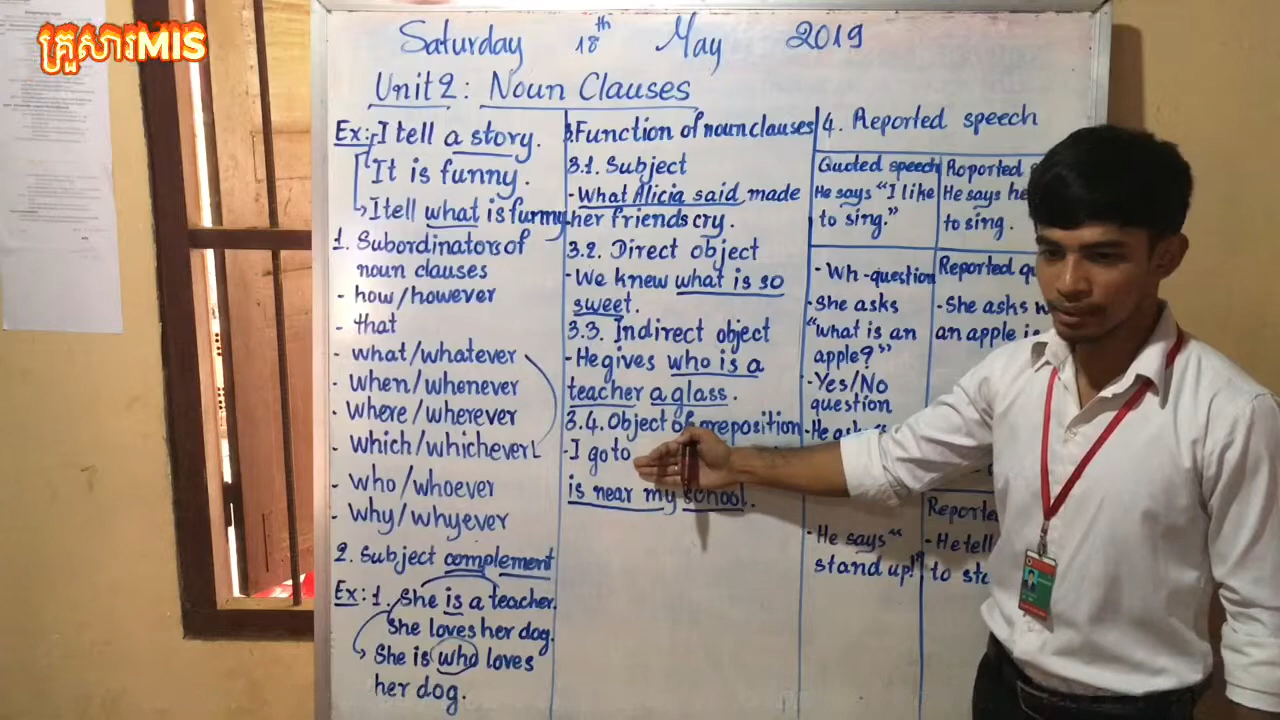 គ្រួសារMIS
Saturday 18th May 2019
Unit 2: Noun Clauses
Ex: I tell a story.
It is funny.
I tell what is funny.
1. Subordinators of
noun clauses
- how/however
- that
- what/whatever
- when/whenever
- where/wherever
- which/whichever
- who/whoever
- why/whyever
2. Subject complement
Ex: 1. She is a teacher.
She loves her dog.
She is who loves
her dog.
3. Function of noun clauses
3.1. Subject
- What Alicia said made
her friends cry.
3.2. Direct object
- We knew what is so
sweet.
3.3. Indirect object
- He gives who is a
teacher a glass.
3.4. Object of preposition
- I go to
is near my school.
4. Reported speech
Quoted speech
He says "I like
to sing."
- Wh-question
- She asks
"what is an
apple?"
- Yes/No
question
- He ask
- He says "
stand up!"
Roported
He says he
to sing.
Reported
- She asks
an apple
Reported
- He tell
to